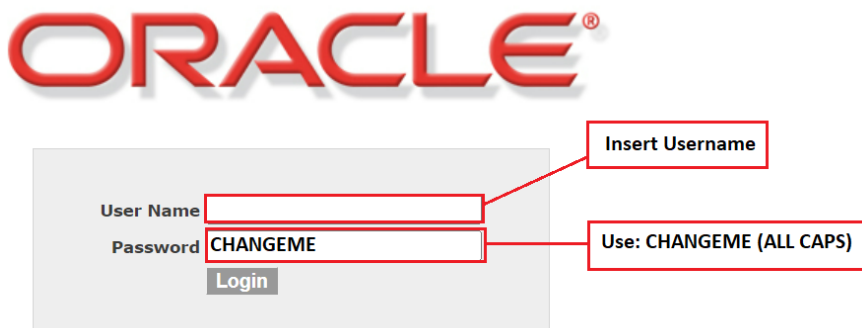 ORACLE®
Insert Username
User Name
Password CHANGEME
Use: CHANGEME (ALL CAPS)
Login